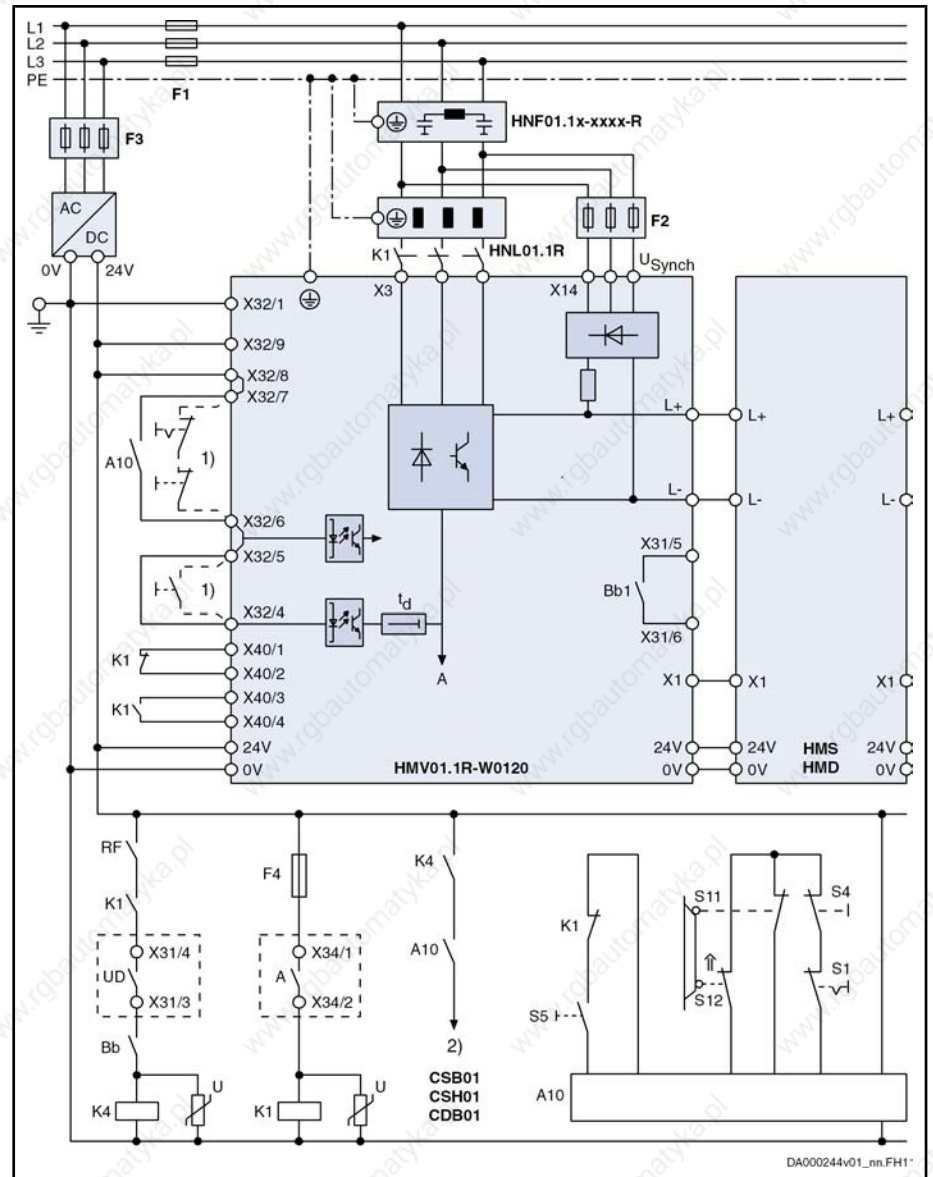 L1
L2
L3
PE
F1
F3
HNF01.1x-xxxx-R
AC
DC
0V
24V
F2
HNL01.1R
K1
USynch
X3
X14
X32/1
X32/9
X32/8
X32/7
A10
1)
X32/6
X32/5
1)
X32/4
td
A
L+
L+
L+
L-
L-
L-
X31/5
Bb1
X31/6
K1
X40/1
X40/2
K1
X40/3
X40/4
X1
X1
X1
24V
0V
HMV01.1R-W0120
24V
0V
24V
0V
HMS
HMD
24V
0V
RF
K1
X31/4
UD
X31/3
Bb
K4
U
F4
X34/1
A
X34/2
K1
U
K4
A10
2)
CSB01
CSH01
CDB01
K1
S5
A10
S11
S12
S4
S1
DA000244v01_nn.FH11
www.rgbautomatyka.pl